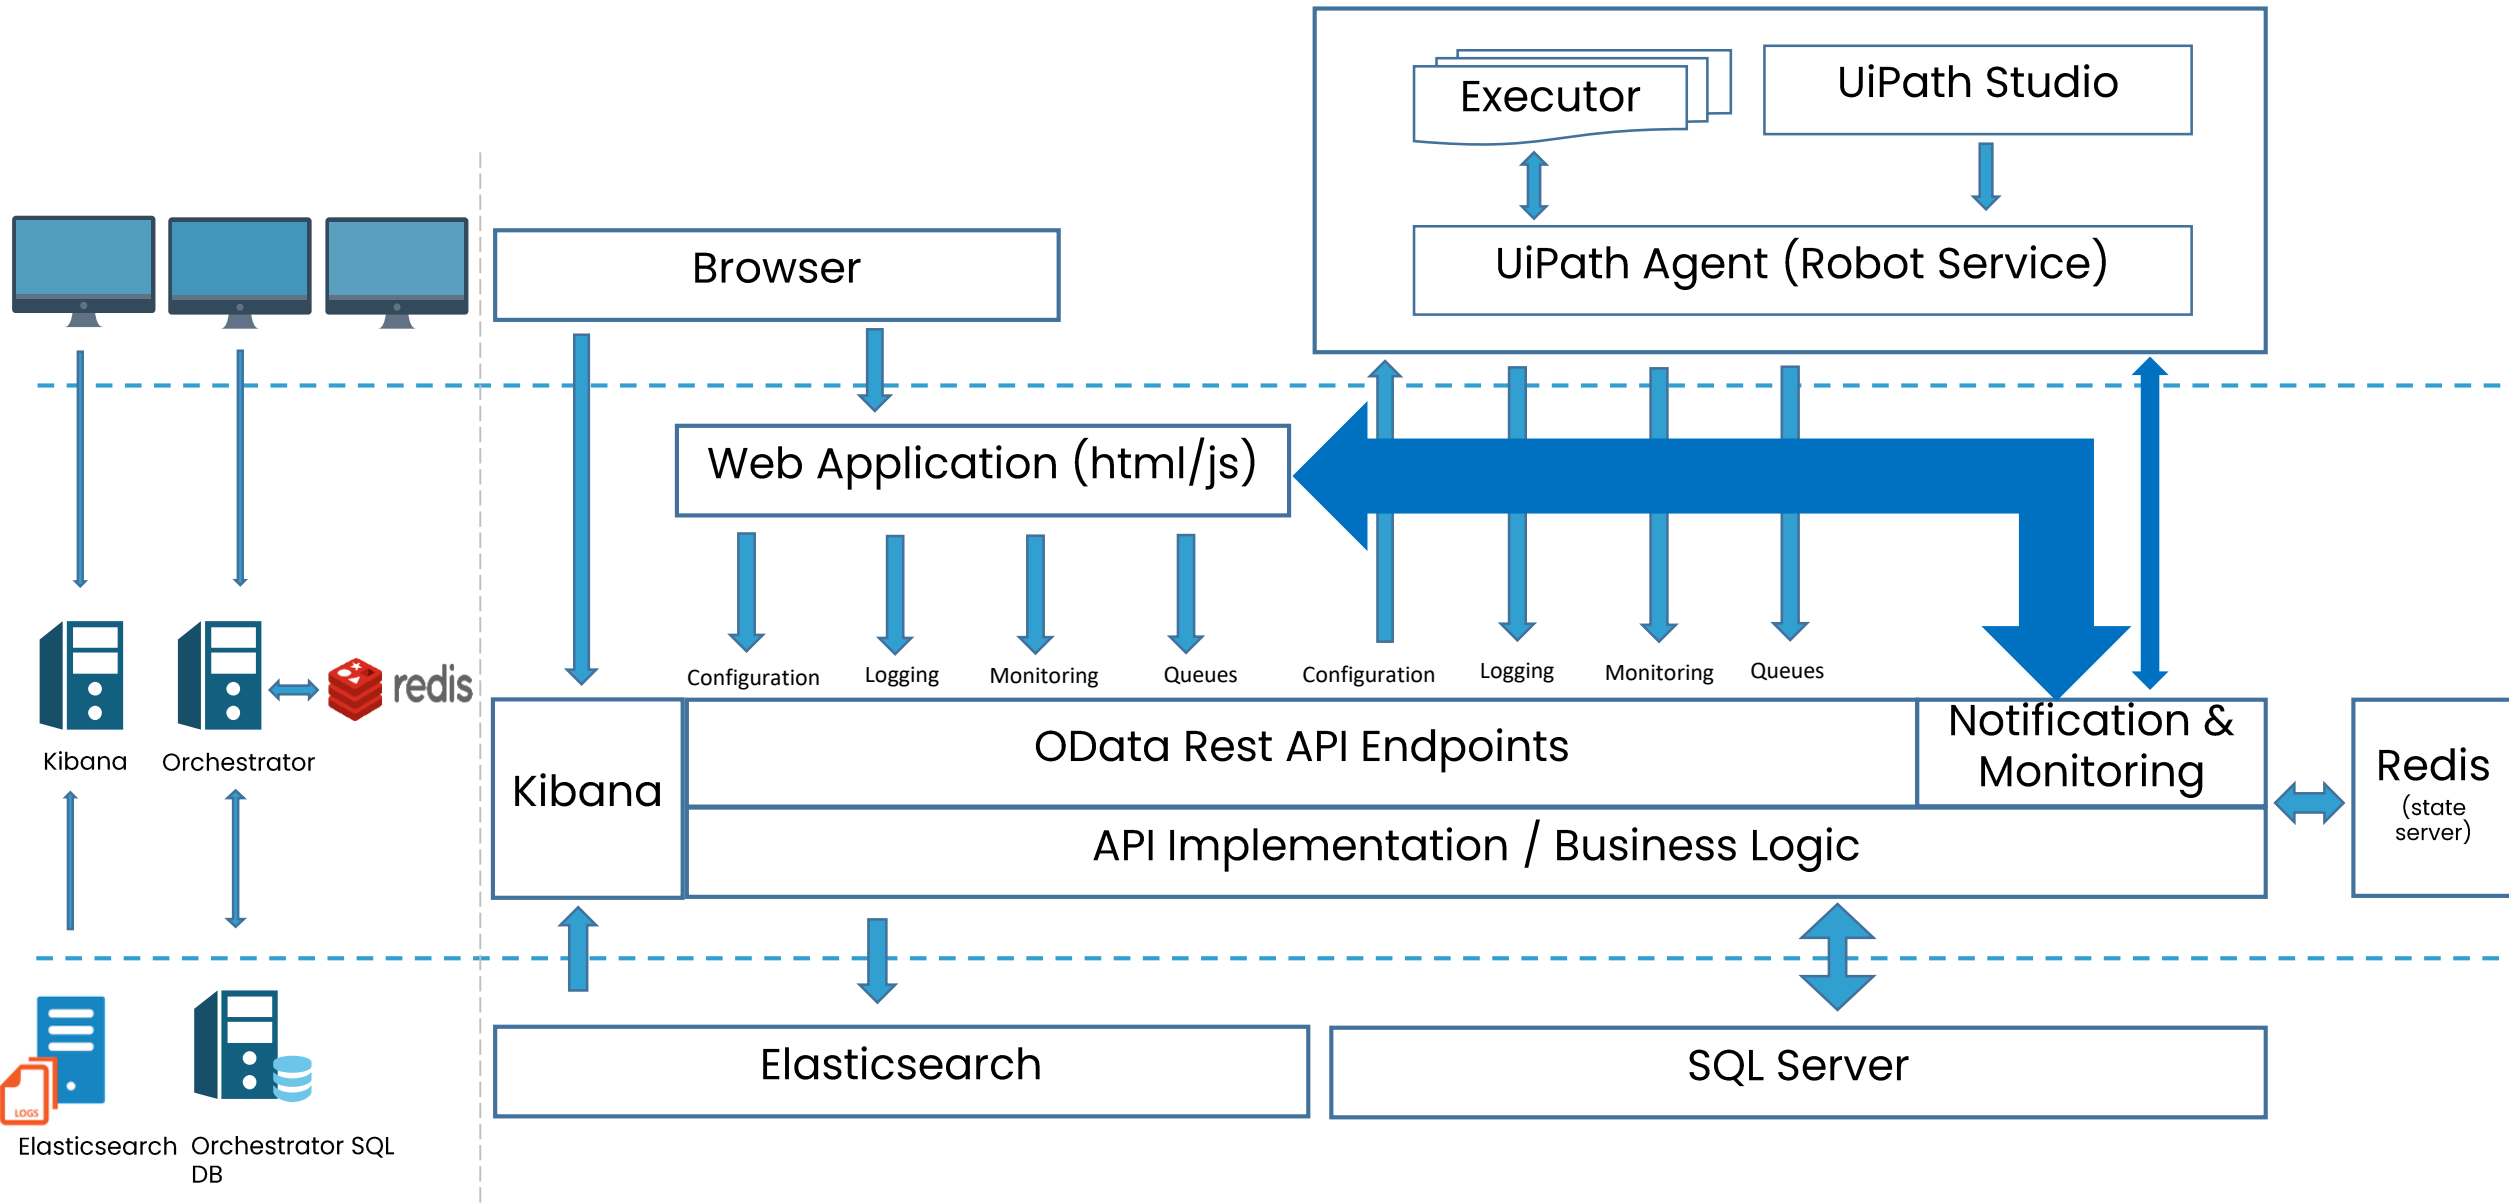 Executor
UiPath Studio
Browser
UiPath Agent (Robot Service)
Web Application (html/js)
Configuration
Logging
Monitoring
Queues
Configuration
Logging
Monitoring
Queues
redis
Kibana
Orchestrator
Kibana
OData Rest API Endpoints
Notification &
Monitoring
API Implementation / Business Logic
Redis
(state
server)
LOGS
Elasticsearch
Orchestrator SQL
DB
Elasticsearch
SQL Server